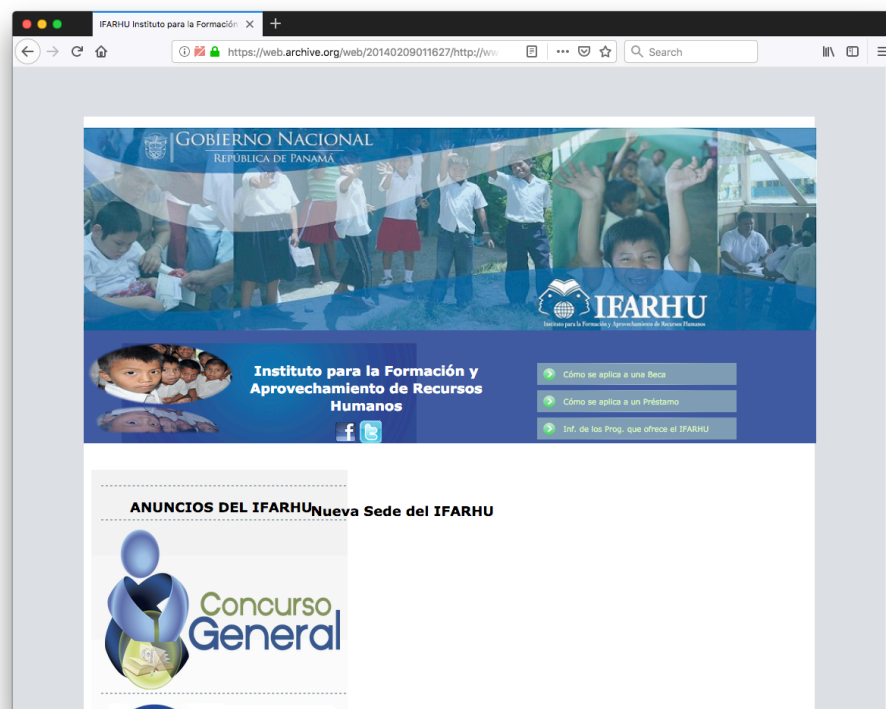 IFARHU Instituto para la Formación
https://web.archive.org/web/20140209011627/http://ww
Search
GOBIERNO NACIONAL
REPÚBLICA DE PANAMÁ
IFARHU
Instituto para la Formación y Aprovechamiento de Recursos Humanos
Instituto para la Formación y
Aprovechamiento de Recursos
Humanos
Cómo se aplica a una Beca
Cómo se aplica a un Préstamo
Inf. de los Prog. que ofrece el IFARHU
ANUNCIOS DEL IFARHU
Nueva Sede del IFARHU
Concurso
General